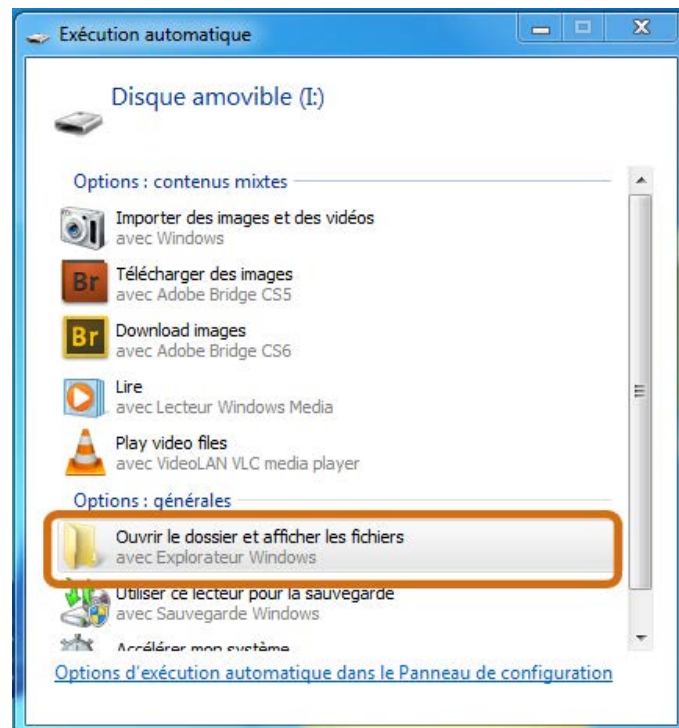 Exécution automatique
Disque amovible (I:)
Options : contenus mixtes
Importer des images et des vidéos
avec Windows
Br
Télécharger des images
avec Adobe Bridge CS5
Br
Download images
avec Adobe Bridge CS6
Lire
avec Lecteur Windows Media
Play video files
avec VideoLAN VLC media player
Options : générales
Ouvrir le dossier et afficher les fichiers
avec Explorateur Windows
Utiliser ce lecteur pour la sauvegarde
avec Sauvegarde Windows
Accélérer mon système
Options d'exécution automatique dans le Panneau de configuration